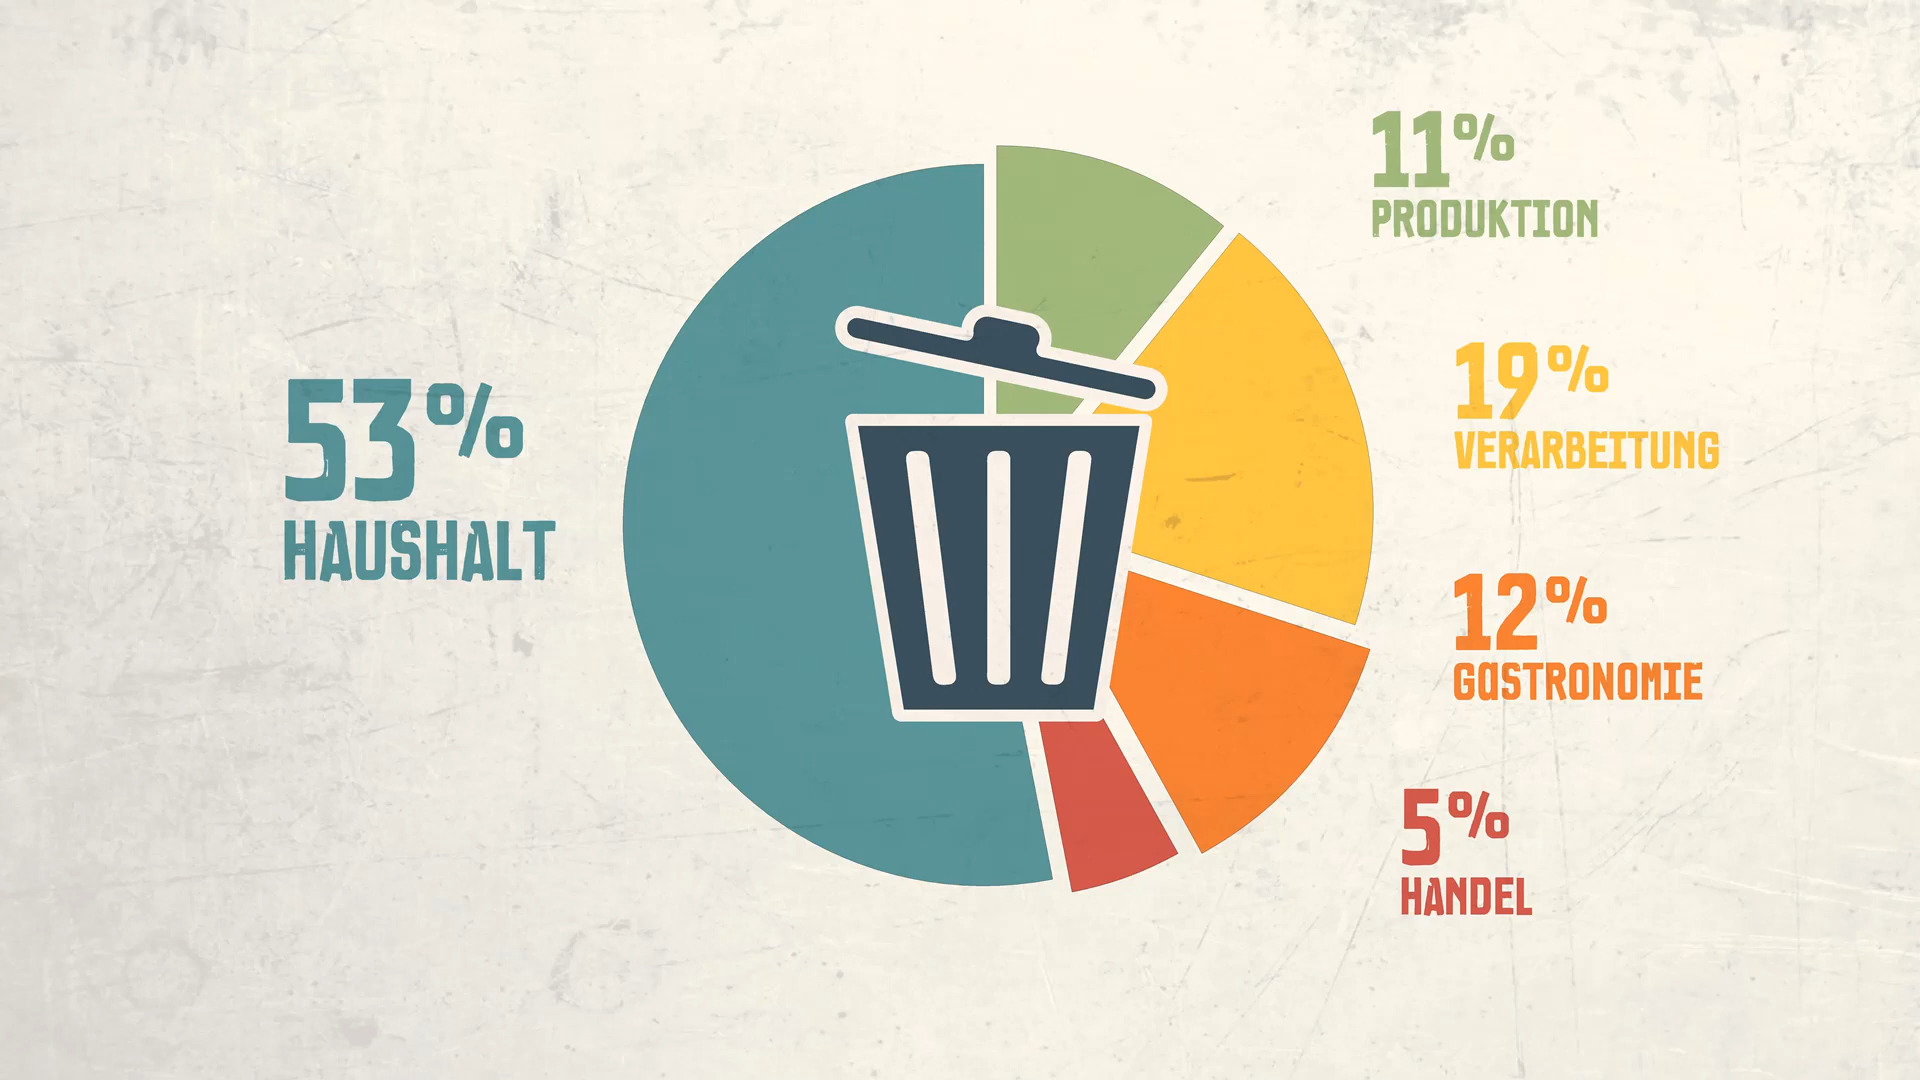 53%
HAUSHALT
11%
PRODUKTION
19%
VERARBEITUNG
12%
GASTRONOMIE
5%
HANDEL